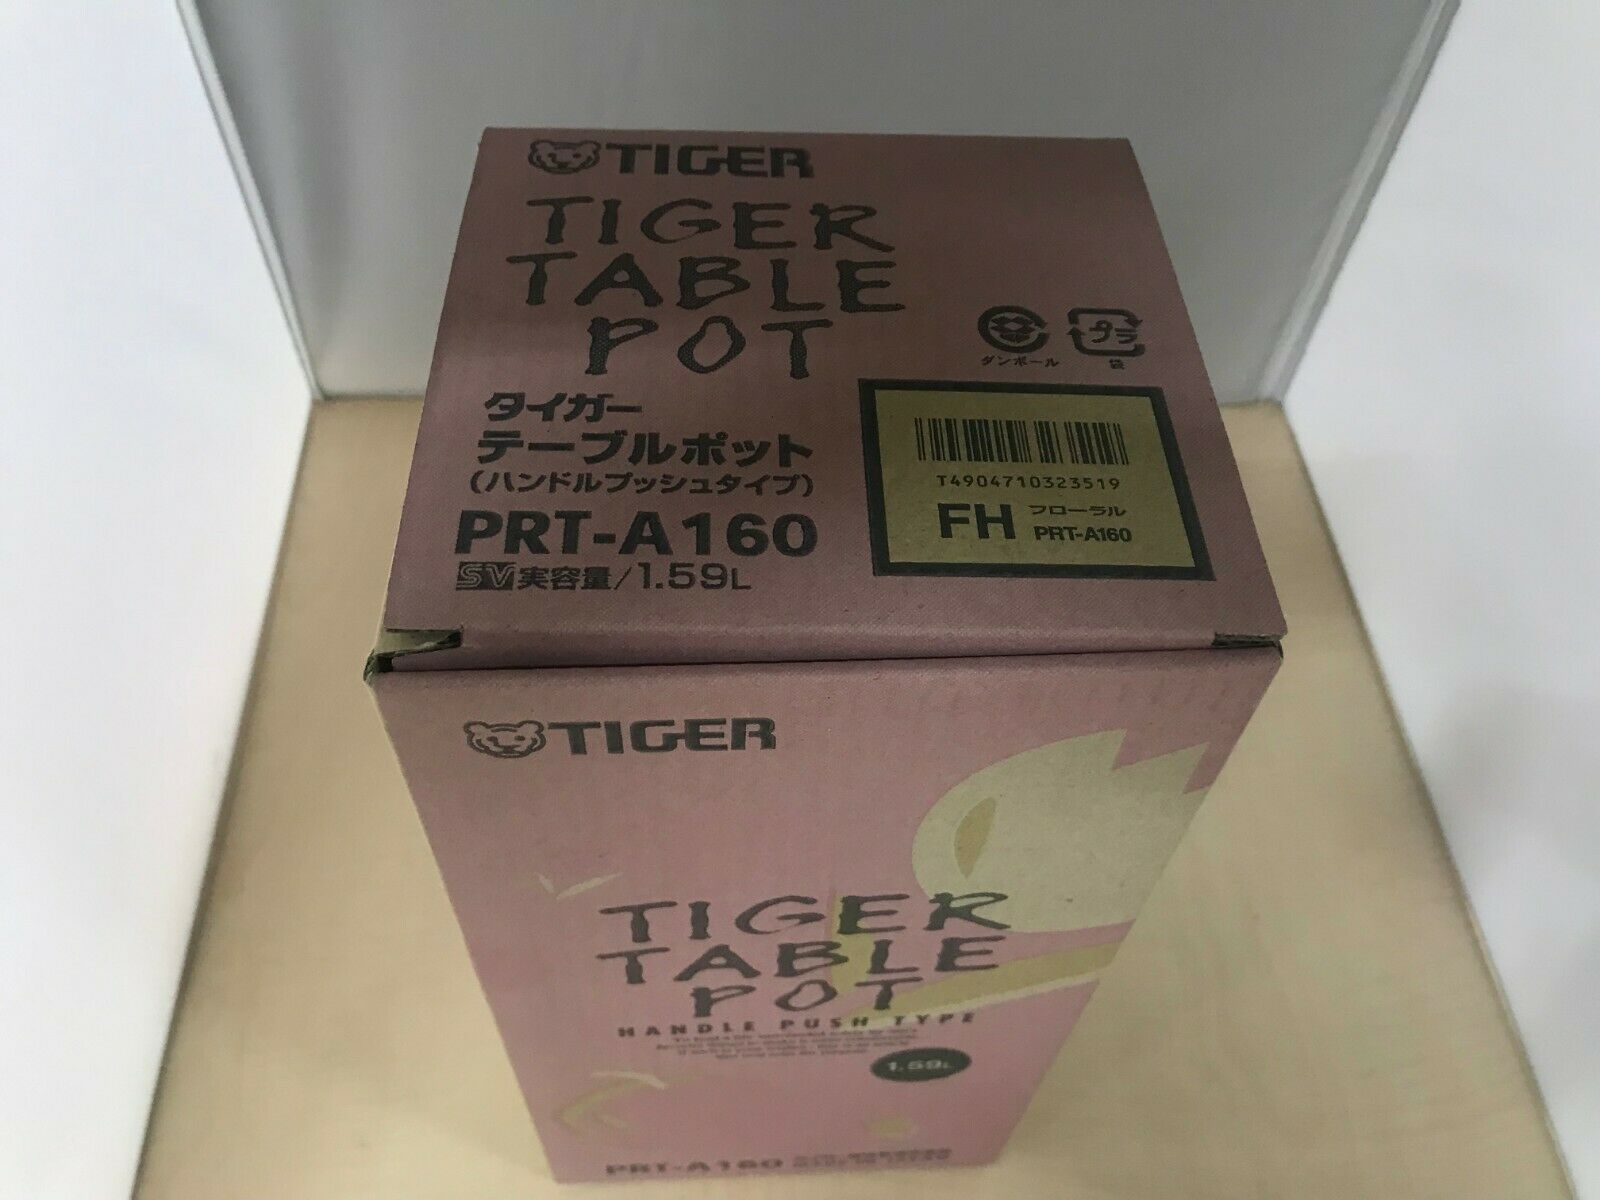 TIGER
TIGER
TABLE
POT
タイガー
テーブルポット
(ハンドルプッシュタイプ)
PRT-A160
SV実容量/1.59L
ダンボール
プラ
袋
T4904710323519
FH フローラル
PRT-A160
TIGER
TIGER
TABLE
POT
HANDLE PUSH TYPE
1.59L
PRT-A160